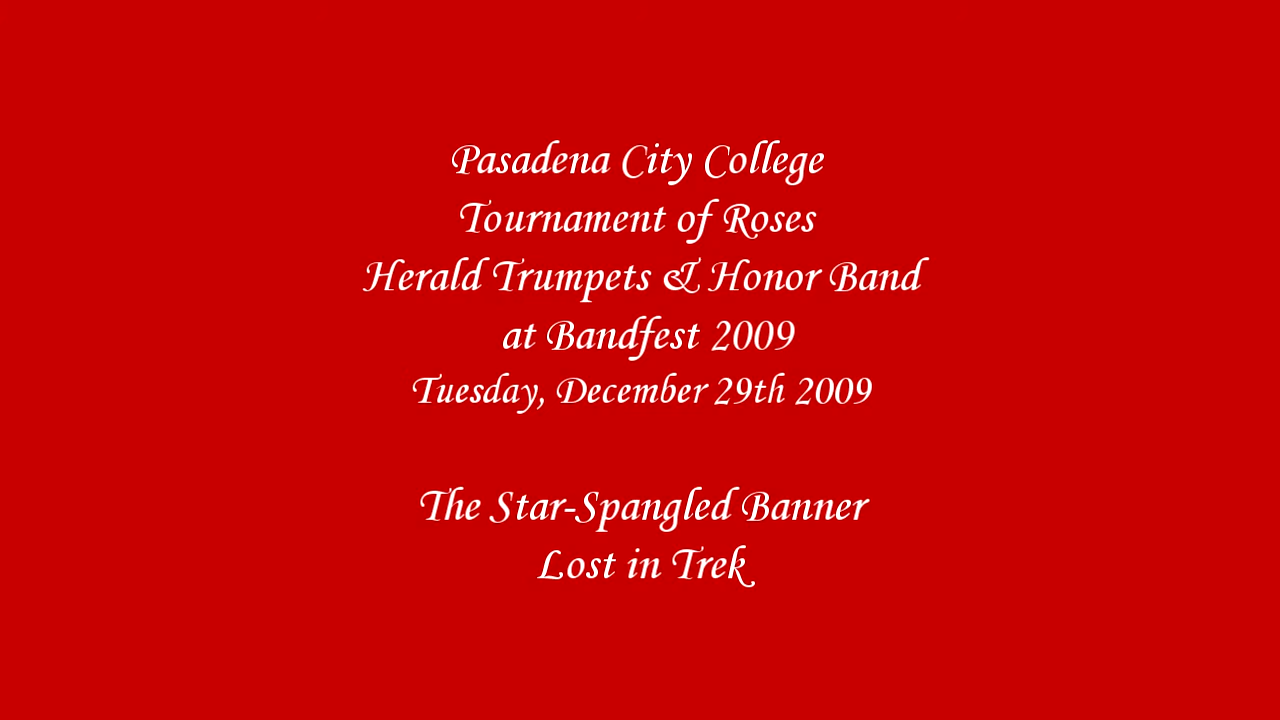 Pasadena City College
Tournament of Roses
Herald Trumpets & Honor Band
at Bandfest 2009
Tuesday, December 29th 2009
The Star-Spangled Banner
Lost in Trek